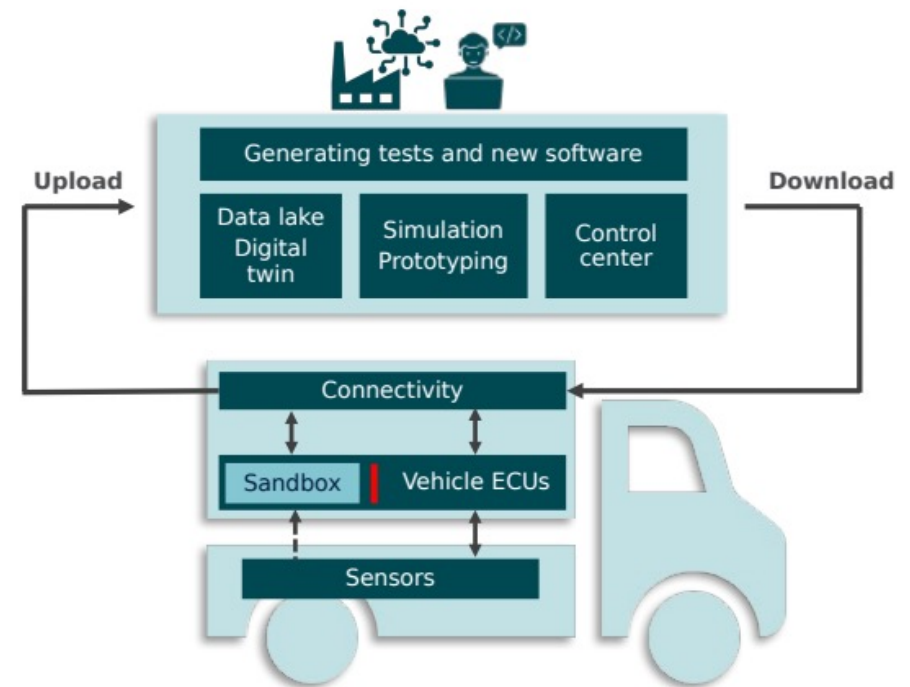 </>
Generating tests and new software
Upload
Download
Data lake
Digital
twin
Simulation
Prototyping
Control
center
Connectivity
Sandbox
Vehicle ECUs
Sensors